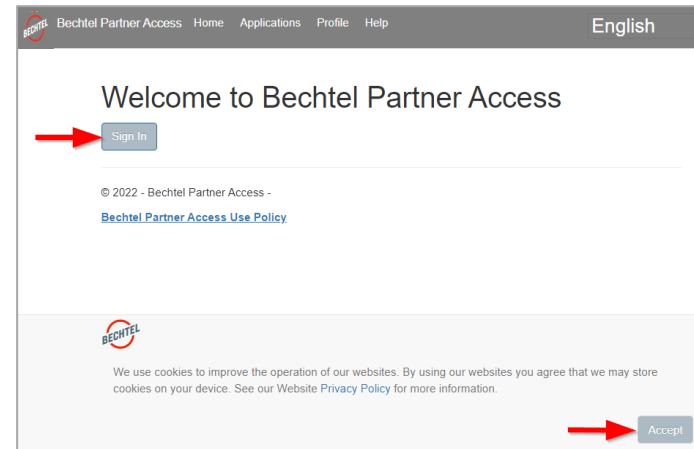 BECHTEL Bechtel Partner Access Home Applications Profile Help English
Welcome to Bechtel Partner Access
Sign In
© 2022 - Bechtel Partner Access -
Bechtel Partner Access Use Policy
BECHTEL
We use cookies to improve the operation of our websites. By using our websites you agree that we may store
cookies on your device. See our Website Privacy Policy for more information.
Accept